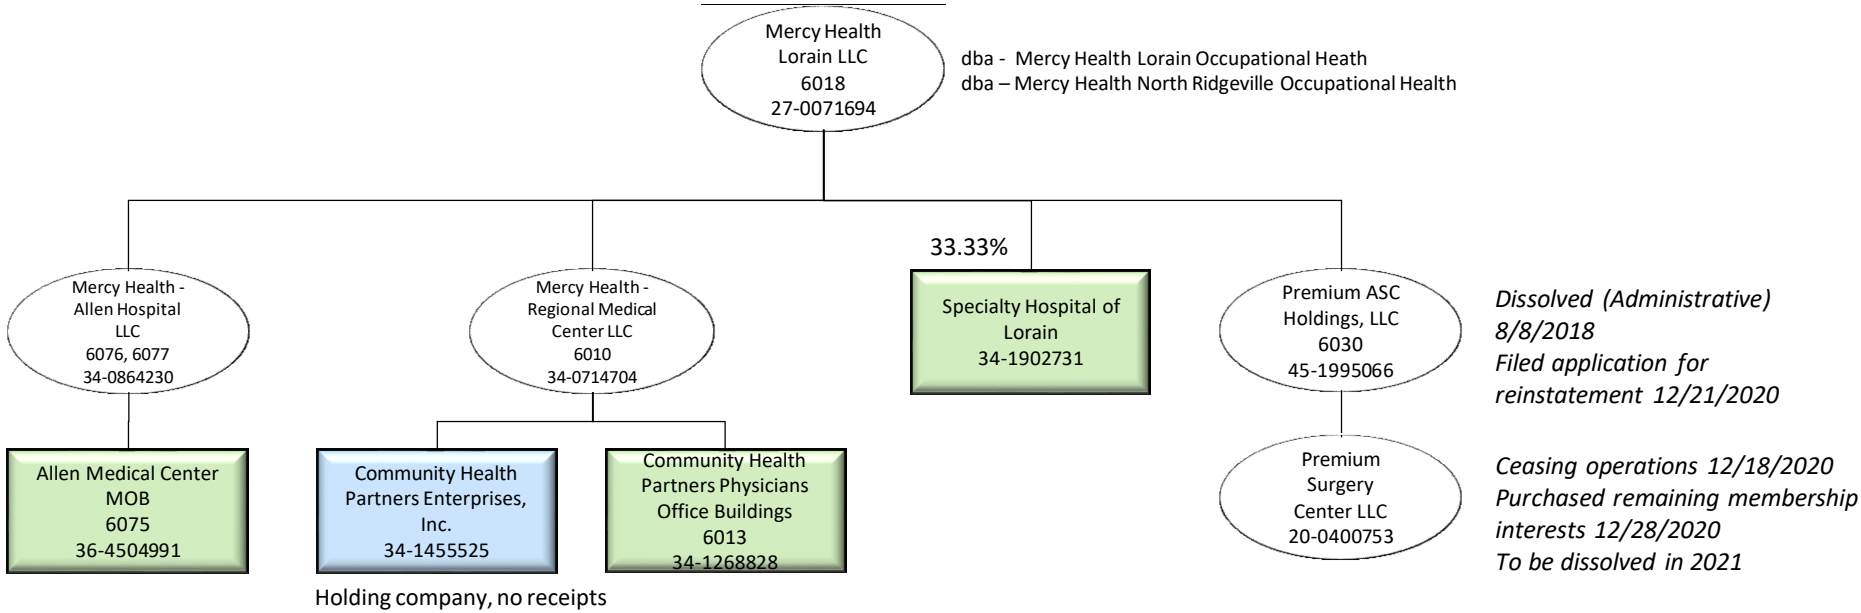 Mercy Health
Lorain LLC
6018
27-0071694
dba - Mercy Health Lorain Occupational Heath
dba – Mercy Health North Ridgeville Occupational Health
33.33%
Mercy Health -
Allen Hospital
LLC
6076, 6077
34-0864230
Mercy Health -
Regional Medical
Center LLC
6010
34-0714704
Specialty Hospital of
Lorain
34-1902731
Premium ASC
Holdings, LLC
6030
45-1995066
Dissolved (Administrative)
8/8/2018
Filed application for
reinstatement 12/21/2020
Allen Medical Center
MOB
6075
36-4504991
Community Health
Partners Enterprises,
Inc.
34-1455525
Community Health
Partners Physicians
Office Buildings
6013
34-1268828
Premium
Surgery
Center LLC
20-0400753
Ceasing operations 12/18/2020
Purchased remaining membership
interests 12/28/2020
To be dissolved in 2021
Holding company, no receipts